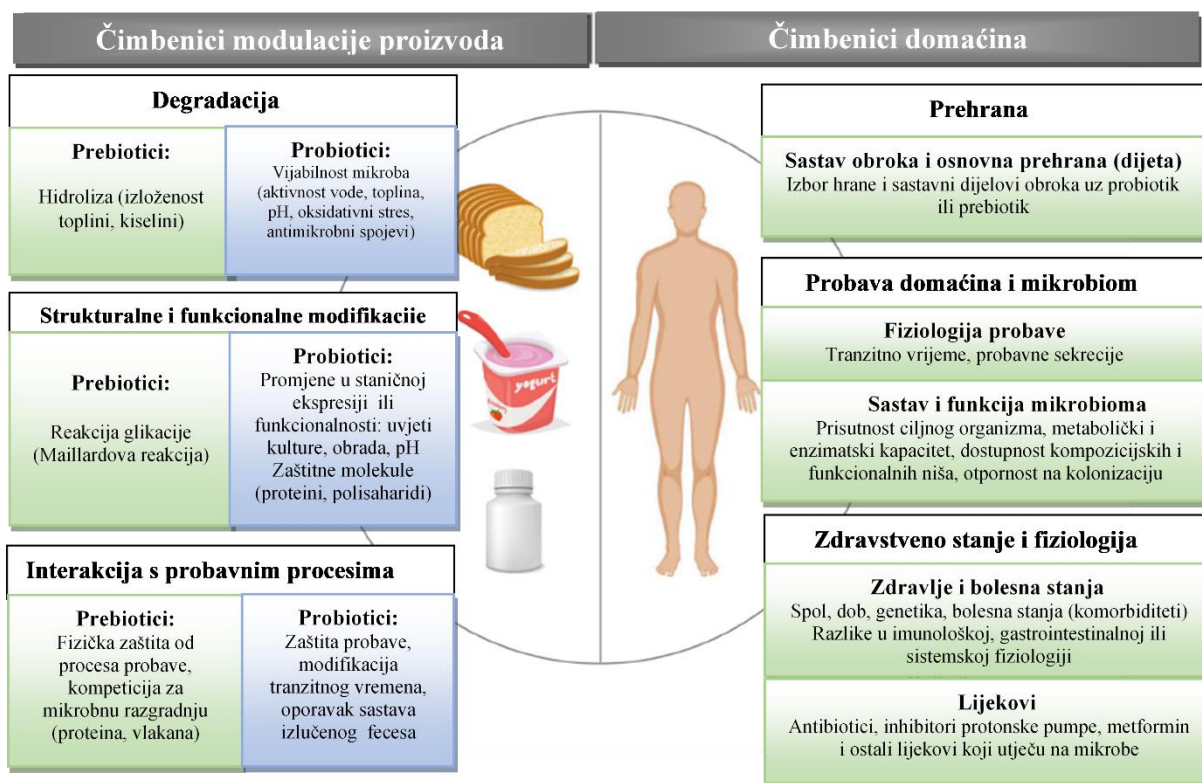 Čimbenici modulacije proizvoda
Degradacija
Prebiotici:
Hidroliza (izloženost
toplini, kiselini)
Probiotici:
Vijabilnost mikroba
(aktivnost vode, toplina,
pH, oksidativni stres,
antimikrobni spojevi)
Strukturalne i funkcionalne modifikacije
Prebiotici:
Reakcija glikacije
(Maillardova reakcija)
Probiotici:
Promjene u staničnoj
ekspresiji ili
funkcionalnosti: uvjeti
kulture, obrada, pH
Zaštitne molekule
(proteini, polisaharidi)
Interakcija s probavnim procesima
Prebiotici:
Fizička zaštita od
procesa probave,
kompeticija za
mikrobnu razgradnju
(proteina, vlakana)
Probiotici:
Zaštita probave,
modifikacija
tranzitnog vremena,
oporavak sastava
izlučenog fecesa
yogurt
Čimbenici domaćina
Prehrana
Sastav obroka i osnovna prehrana (dijeta)
Izbor hrane i sastavni dijelovi obroka uz probiotik
ili prebiotik
Probava domaćina i mikrobiom
Fiziologija probave
Tranzitno vrijeme, probavne sekrecije
Sastav i funkcija mikrobioma
Prisutnost ciljnog organizma, metabolički i
enzimatski kapacitet, dostupnost kompozicijskih i
funkcionalnih niša, otpornost na kolonizaciju
Zdravstveno stanje i fiziologija
Zdravlje i bolesna stanja
Spol, dob, genetika, bolesna stanja (komorbiditeti)
Razlike u imunološkoj, gastrointestinalnoj ili
sistemskoj fiziologiji
Lijekovi
Antibiotici, inhibitori protonske pumpe, metformin
i ostali lijekovi koji utječu na mikrobe